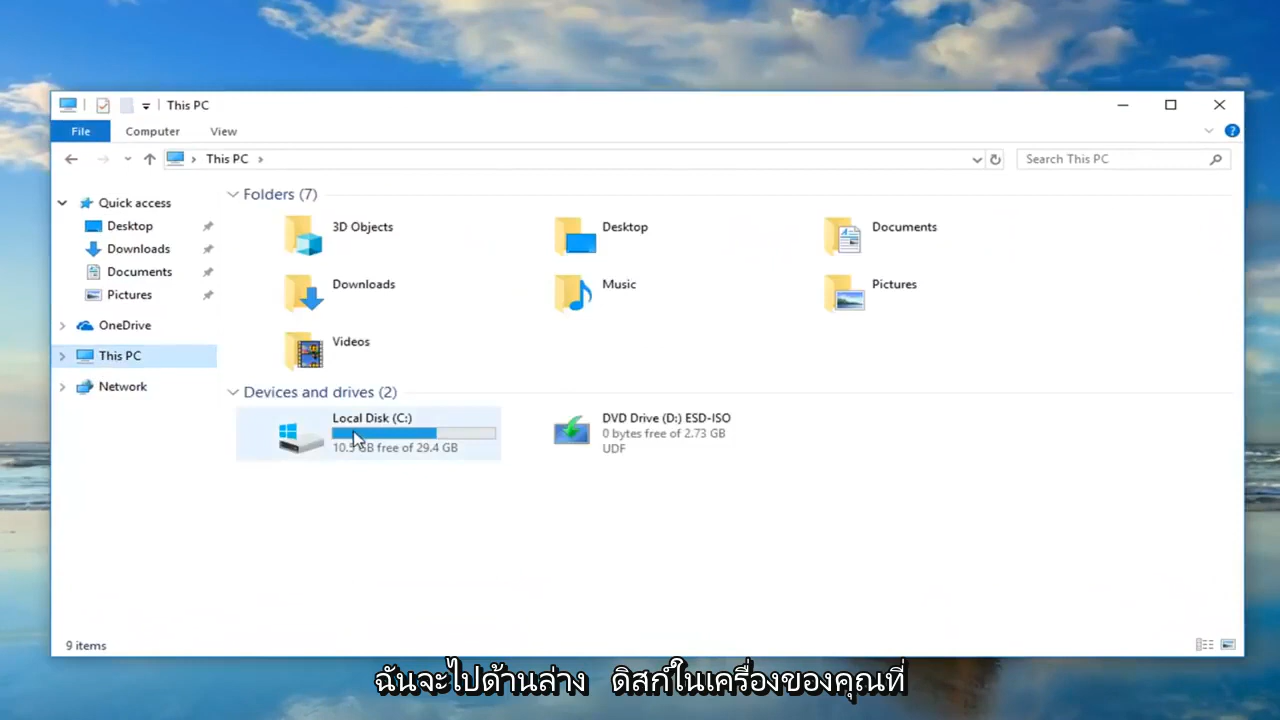 This PC
File
Computer
View
This PC
Search This PC
Quick access
Desktop
Downloads
Documents
Pictures
OneDrive
This PC
Network
Folders (7)
3D Objects
Desktop
Documents
Downloads
Music
Pictures
Videos
Devices and drives (2)
Local Disk (C:)
10.5 GB free of 29.4 GB
DVD Drive (D:) ESD-ISO
0 bytes free of 2.73 GB
UDF
9 items
ฉันจะไปด้านล่าง ดิสก์ในเครื่องของคุณที่